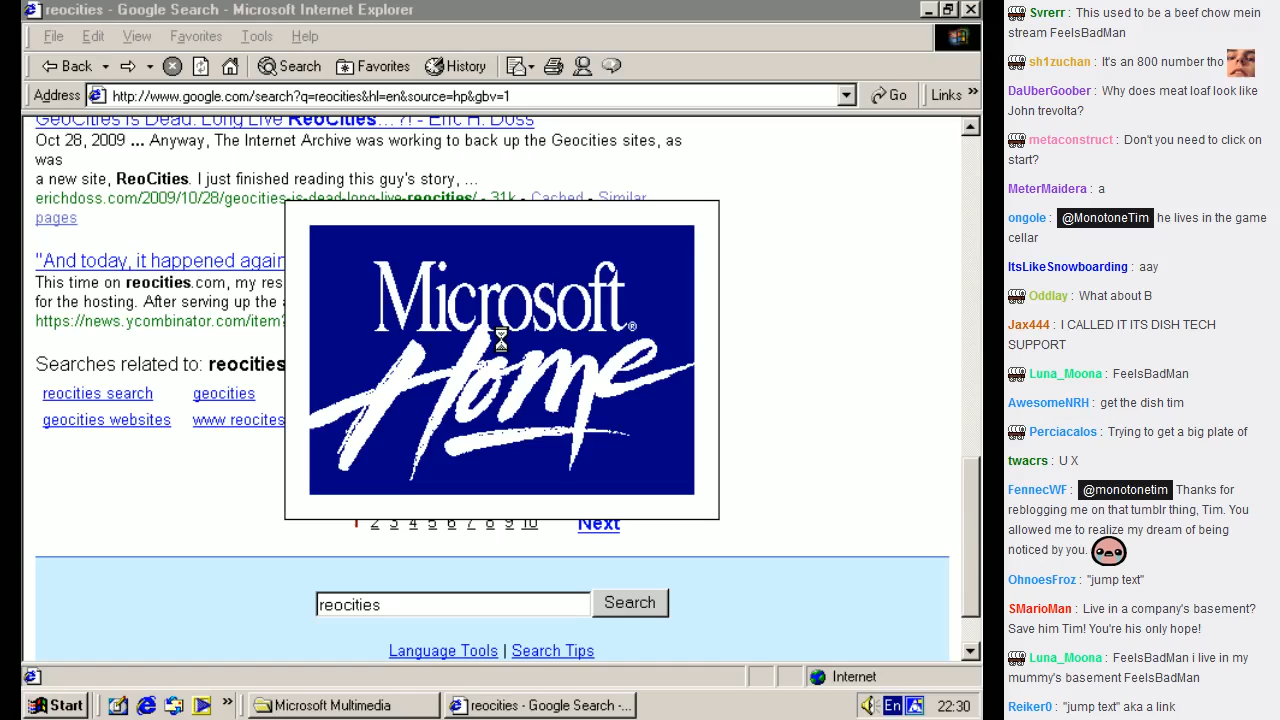 reocities - Google Search - Microsoft Internet Explorer
File Edit View Favorites Tools Help
Back Search Favorites History
Address http://www.google.com/search?q=reocities&hl=en&source=hp&gbv=1 Go Links »
GeoCities Is Dead. Long Live ReoCities... ?! - Eric H. Doss
Oct 28, 2009 ... Anyway, The Internet Archive was working to back up the Geocities sites, as
was
a new site, ReoCities. I just finished reading this guy's story, ...
erichdoss.com/2009/10/28/geocities-is-dead-long-live-reocities/ - 31k - Cached - Similar
pages
"And today, it happened again
This time on reocities.com, my res
for the hosting. After serving up the a
https://news.ycombinator.com/item?
Searches related to: reocities
reocities search geocities
geocities websites www reocites
Microsoft®
Home
1 2 3 4 5 6 7 8 9 10 Next
reocities Search
Language Tools | Search Tips
Internet
Start » Microsoft Multimedia reocities - Google Search -... En 22:30
Svrerr : This used to be a beef chow mein
stream FeelsBadMan
sh1zuchan : It's an 800 number tho
DaUberGoober : Why does meat loaf look like
John trevolta?
metaconstruct : Don't you need to click on
start?
MeterMaidera : a
ongole : @MonotoneTim he lives in the game
cellar
ItsLikeSnowboarding : aay
Oddlay : What about B
Jax444 : I CALLED IT ITS DISH TECH
SUPPORT
Luna_Moona : FeelsBadMan
AwesomeNRH : get the dish tim
Perciacalos : Trying to get a big plate of
twacrs : U X
FennecWF : @monotonetim Thanks for
reblogging me on that tumblr thing, Tim. You
allowed me to realize my dream of being
noticed by you.
OhnoesFroz : "jump text"
SMarioMan : Live in a company's basement?
Save him Tim! You're his only hope!
Luna_Moona : FeelsBadMan i live in my
mummy's basement FeelsBadMan
Reiker0 : "jump text" aka a link